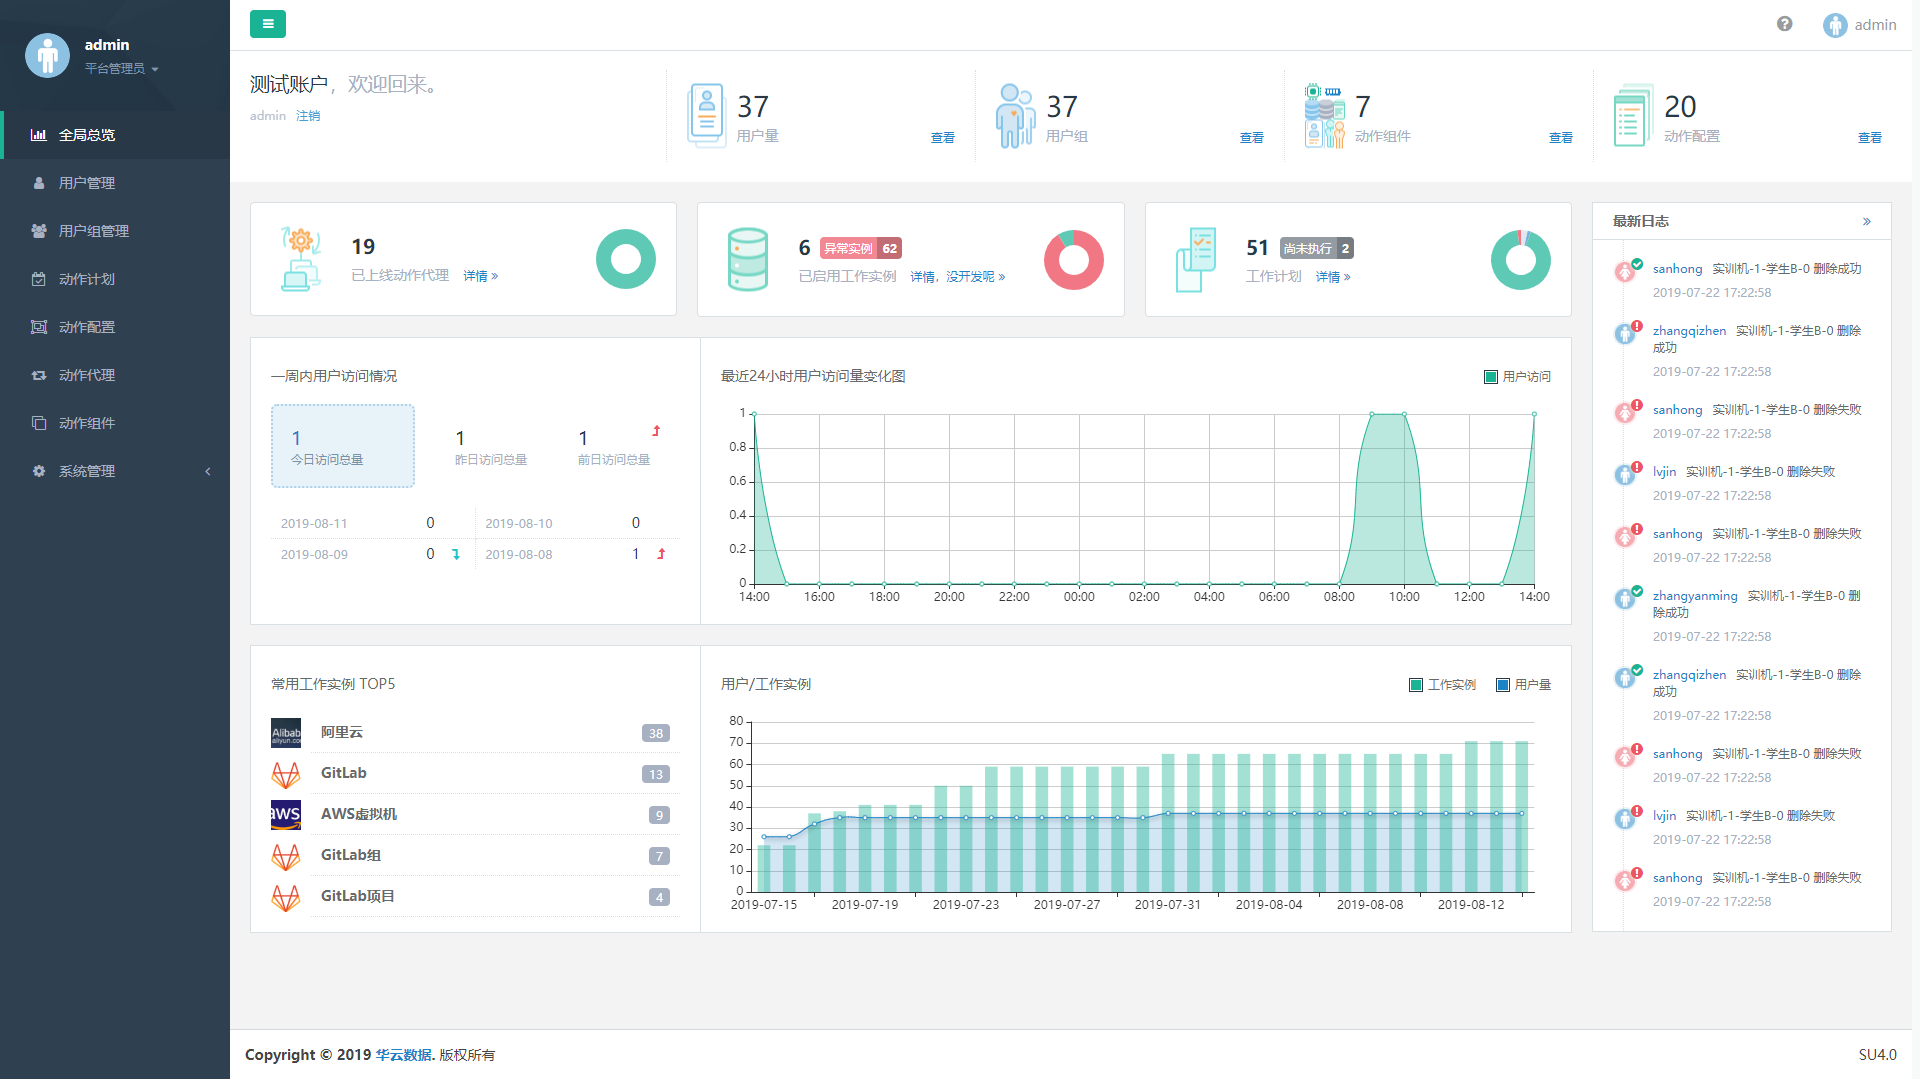 admin
平台管理员
全局总览
用户管理
用户组管理
动作计划
动作配置
动作代理
动作组件
系统管理
admin
测试账户，欢迎回来。
admin 注销
37
用户量
查看
37
用户组
查看
7
动作组件
查看
20
动作配置
查看
19
已上线动作代理 详情 »
6 异常实例 62
已启用工作实例 详情，没开发呢 »
51 尚未执行 2
工作计划 详情 »
一周内用户访问情况
1
今日访问总量
1
昨日访问总量
1
前日访问总量
2019-08-11 0 2019-08-10 0
2019-08-09 0 2019-08-08 1
最近24小时用户访问量变化图
用户访问
1
0.8
0.6
0.4
0.2
0
14:00 16:00 18:00 20:00 22:00 00:00 02:00 04:00 06:00 08:00 10:00 12:00 14:00
常用工作实例 TOP5
Alibab
aliyun.co
阿里云 38
GitLab 13
aws
AWS虚拟机 9
GitLab组 7
GitLab项目 4
用户/工作实例
工作实例 用户量
80
70
60
50
40
30
20
10
0
2019-07-15 2019-07-19 2019-07-23 2019-07-27 2019-07-31 2019-08-04 2019-08-08 2019-08-12
最新日志 »
sanhong 实训机-1-学生B-0 删除成功
2019-07-22 17:22:58
zhangqizhen 实训机-1-学生B-0 删除
成功
2019-07-22 17:22:58
sanhong 实训机-1-学生B-0 删除失败
2019-07-22 17:22:58
lvjin 实训机-1-学生B-0 删除失败
2019-07-22 17:22:58
sanhong 实训机-1-学生B-0 删除失败
2019-07-22 17:22:58
zhangyanming 实训机-1-学生B-0 删
除成功
2019-07-22 17:22:58
zhangqizhen 实训机-1-学生B-0 删除
成功
2019-07-22 17:22:58
sanhong 实训机-1-学生B-0 删除失败
2019-07-22 17:22:58
lvjin 实训机-1-学生B-0 删除失败
2019-07-22 17:22:58
sanhong 实训机-1-学生B-0 删除失败
2019-07-22 17:22:58
Copyright © 2019 华云数据. 版权所有
SU4.0